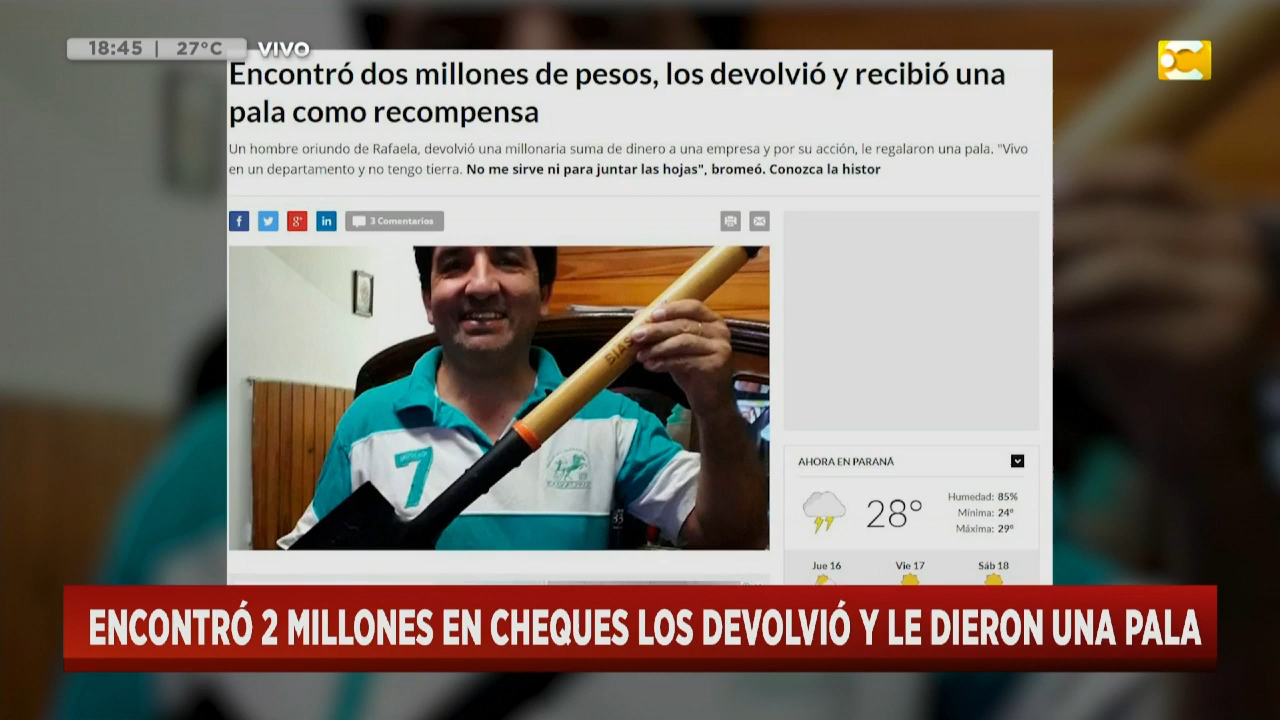 18:45 | 27°C VIVO
Encontró dos millones de pesos, los devolvió y recibió una
pala como recompensa
Un hombre oriundo de Rafaela, devolvió una millonaria suma de dinero a una empresa y por su acción, le regalaron una pala. "Vivo
en un departamento y no tengo tierra. No me sirve ni para juntar las hojas", bromeó. Conozca la histor
3 Comentarios
BIAS
7
AHORA EN PARANÁ
28°
Humedad: 85%
Mínima: 24°
Máxima: 29°
Jue 16 Vie 17 Sáb 18
ENCONTRÓ 2 MILLONES EN CHEQUES LOS DEVOLVIÓ Y LE DIERON UNA PALA